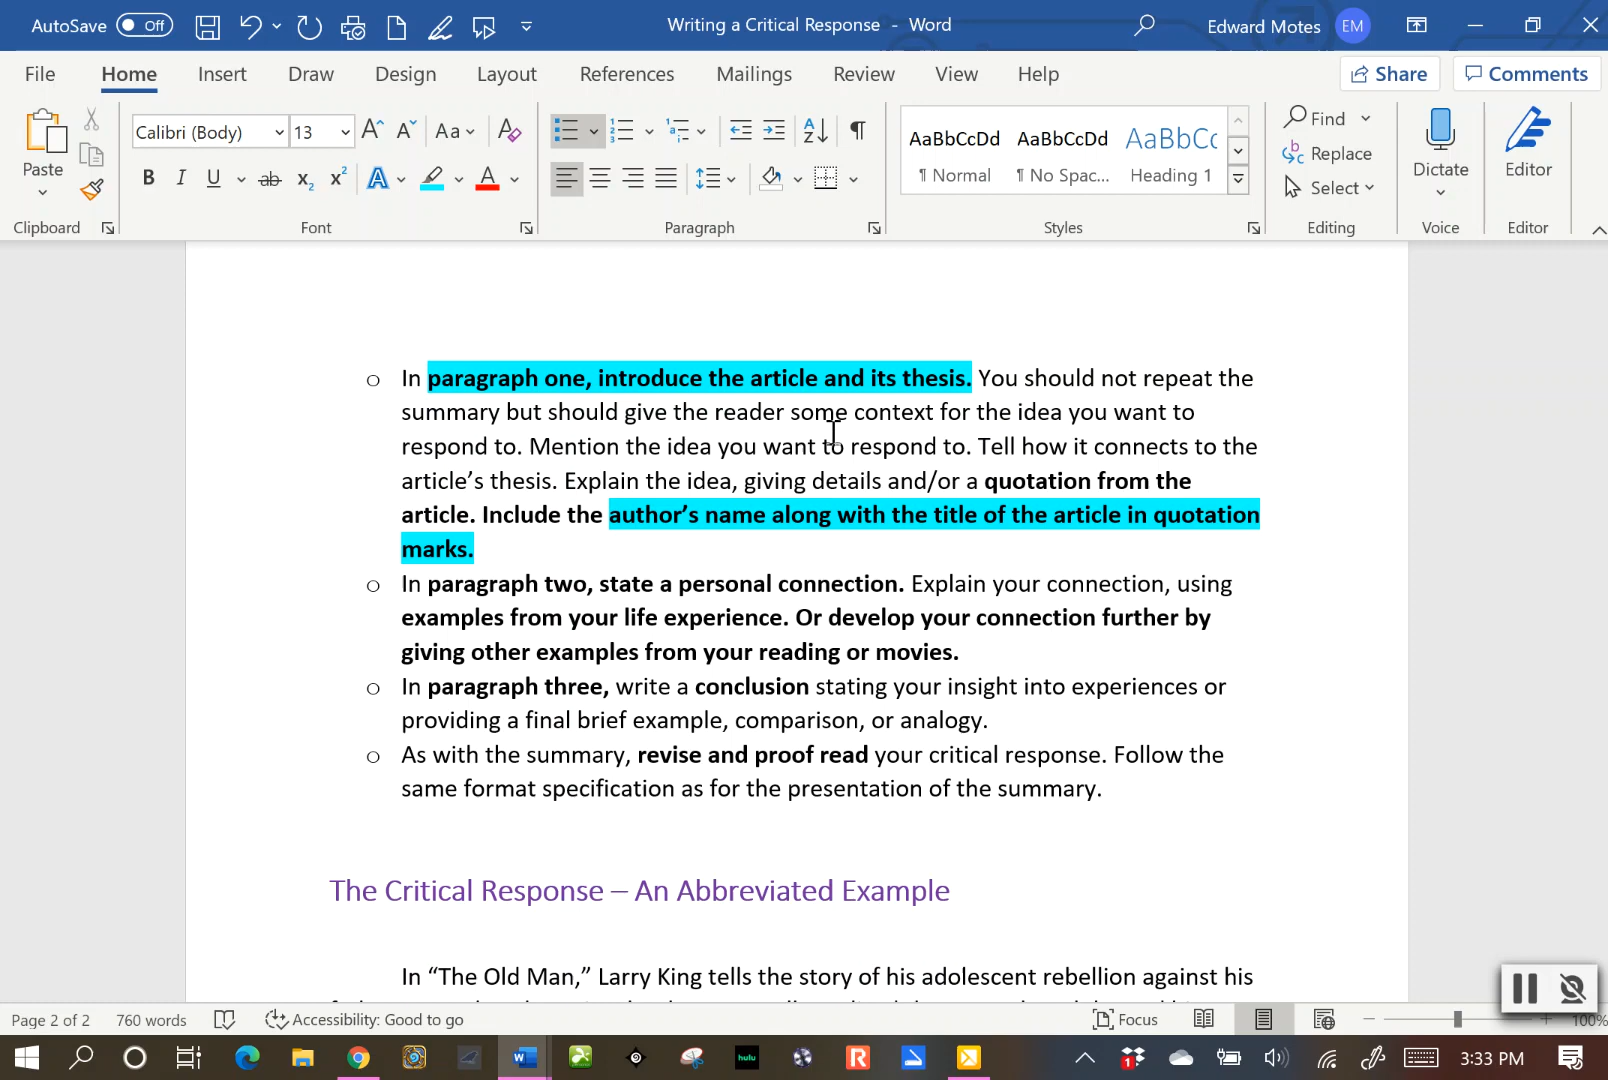 AutoSave Off Writing a Critical Response - Word Edward Motes EM
File Home Insert Draw Design Layout References Mailings Review View Help Share Comments
Calibri (Body) 13 Aa AaBbCcDd AaBbCcDd AaBbCc Find
Paste Replace Dictate Editor
B I U ab x2 x2 A A ¶ Normal ¶ No Spac... Heading 1 Select
Clipboard Font Paragraph Styles Editing Voice Editor
o In paragraph one, introduce the article and its thesis. You should not repeat the
summary but should give the reader some context for the idea you want to
respond to. Mention the idea you want to respond to. Tell how it connects to the
article’s thesis. Explain the idea, giving details and/or a quotation from the
article. Include the author’s name along with the title of the article in quotation
marks.
o In paragraph two, state a personal connection. Explain your connection, using
examples from your life experience. Or develop your connection further by
giving other examples from your reading or movies.
o In paragraph three, write a conclusion stating your insight into experiences or
providing a final brief example, comparison, or analogy.
o As with the summary, revise and proof read your critical response. Follow the
same format specification as for the presentation of the summary.
The Critical Response – An Abbreviated Example
In “The Old Man,” Larry King tells the story of his adolescent rebellion against his
Page 2 of 2 760 words Accessibility: Good to go Focus 100%
hulu 1 3:33 PM